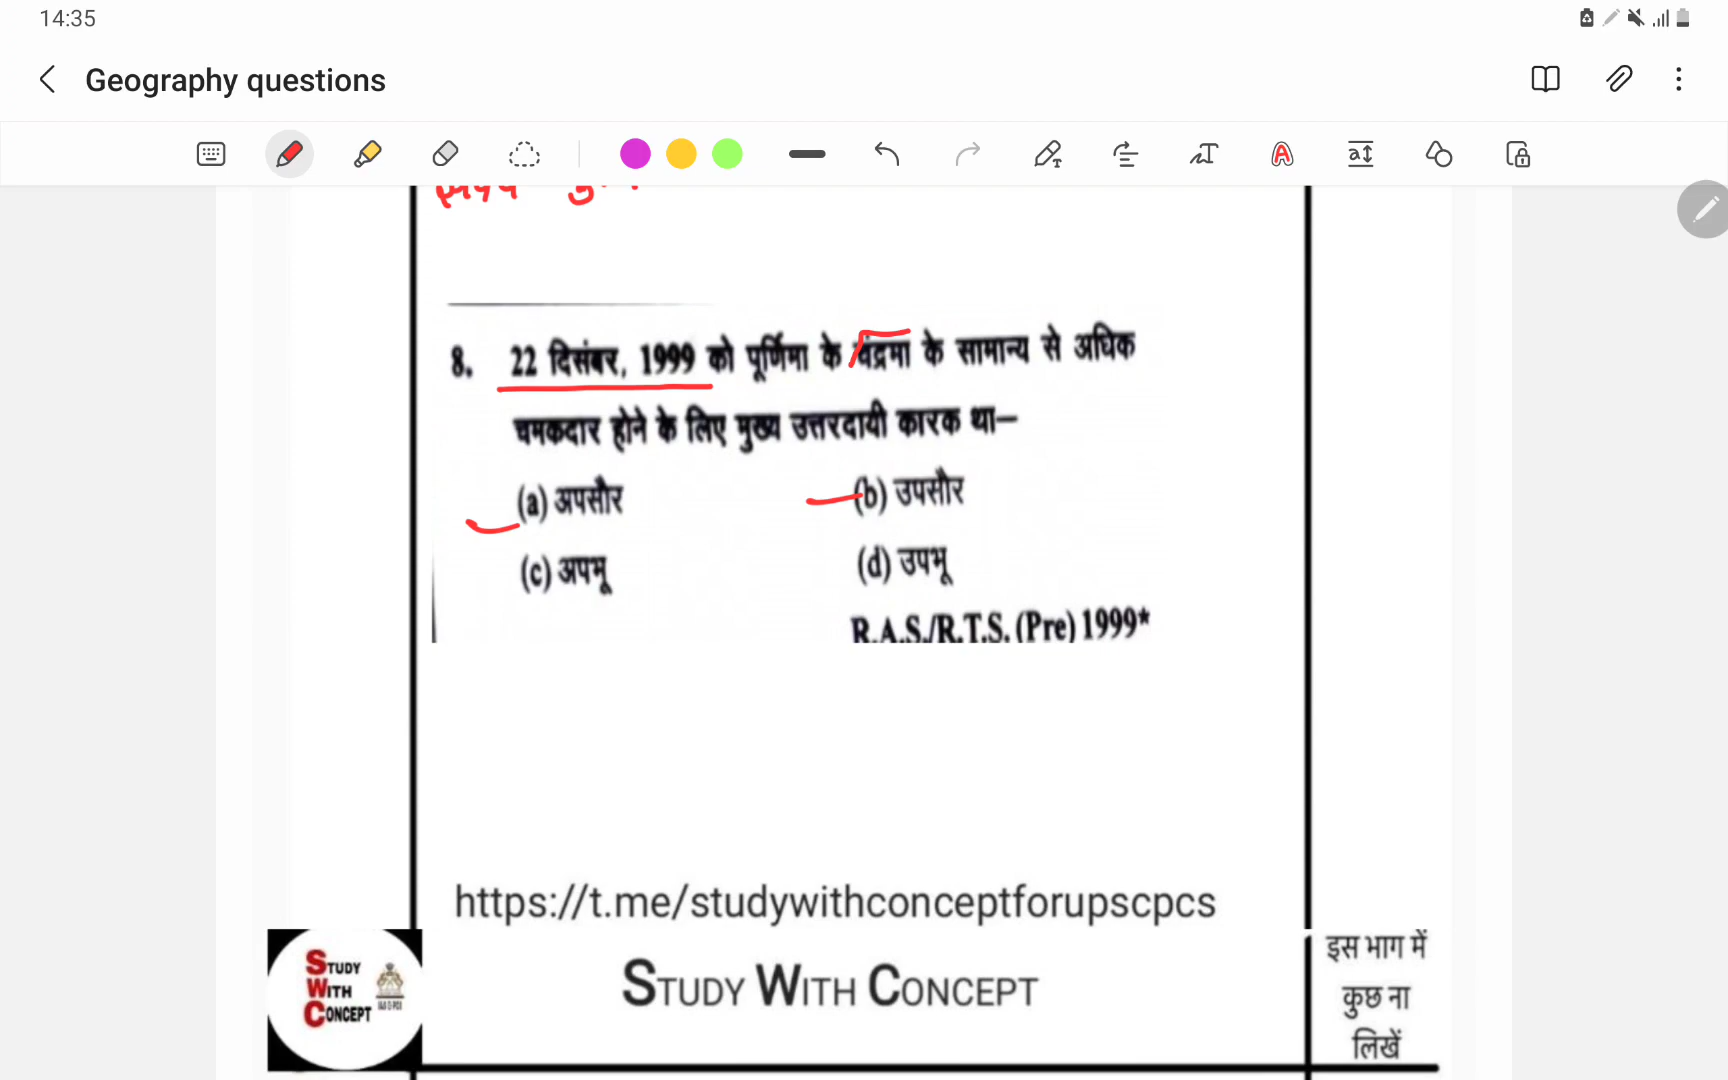 14:35
Geography questions
8. 22 दिसंबर, 1999 को पूर्णिमा के चंद्रमा के सामान्य से अधिक
चमकदार होने के लिए मुख्य उत्तरदायी कारक था–
(a) अपसौर (b) उपसौर
(c) अपभू (d) उपभू
R.A.S./R.T.S. (Pre) 1999*
https://t.me/studywithconceptforupscpcs
STUDY WITH CONCEPT
STUDY
WITH
CONCEPT
इस भाग में
कुछ ना
लिखें